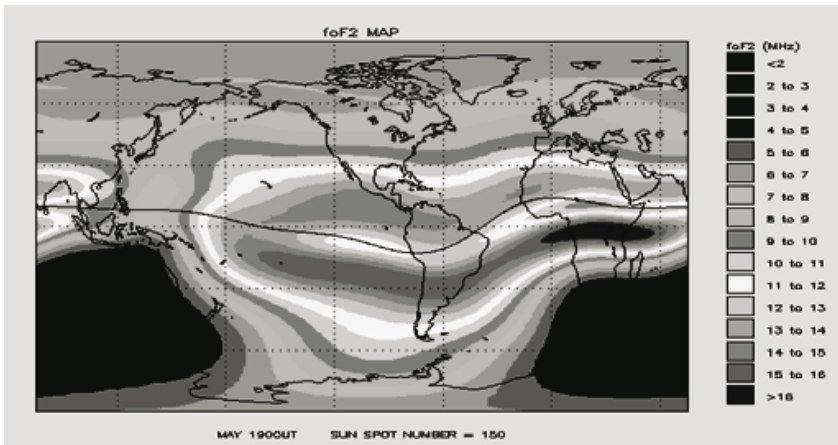 foF2 MAP
foF2 (MHz)
<2
2 to 3
3 to 4
4 to 5
5 to 6
6 to 7
7 to 8
8 to 9
9 to 10
10 to 11
11 to 12
12 to 13
13 to 14
14 to 15
15 to 16
>16
MAY 1900UT SUN SPOT NUMBER = 150